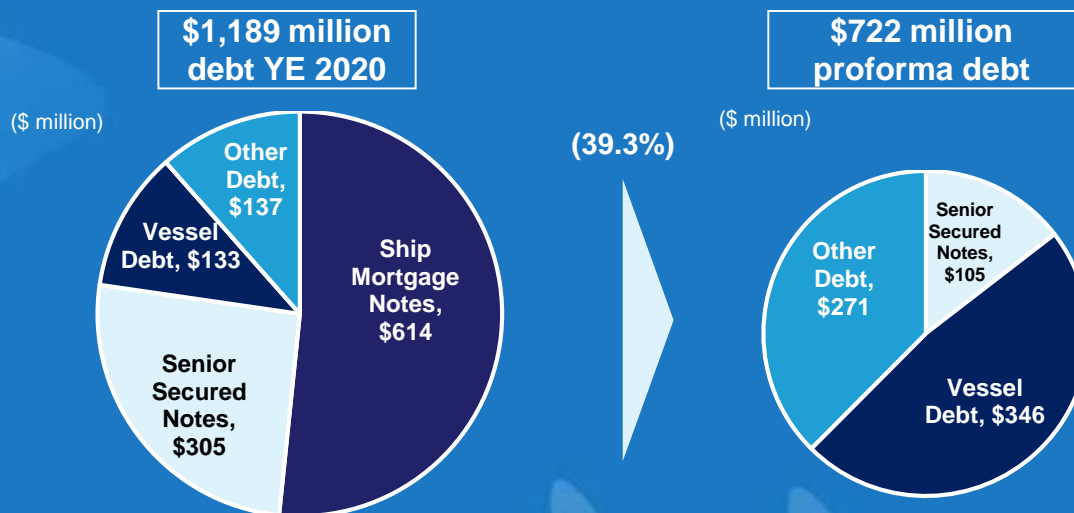 $1,189 million
debt YE 2020
($ million)
Other
Debt,
$137
Vessel
Debt, $133
Ship
Mortgage
Notes,
$614
Senior
Secured
Notes,
$305
(39.3%)
$722 million
proforma debt
($ million)
Senior
Secured
Notes,
$105
Other
Debt,
$271
Vessel
Debt, $346